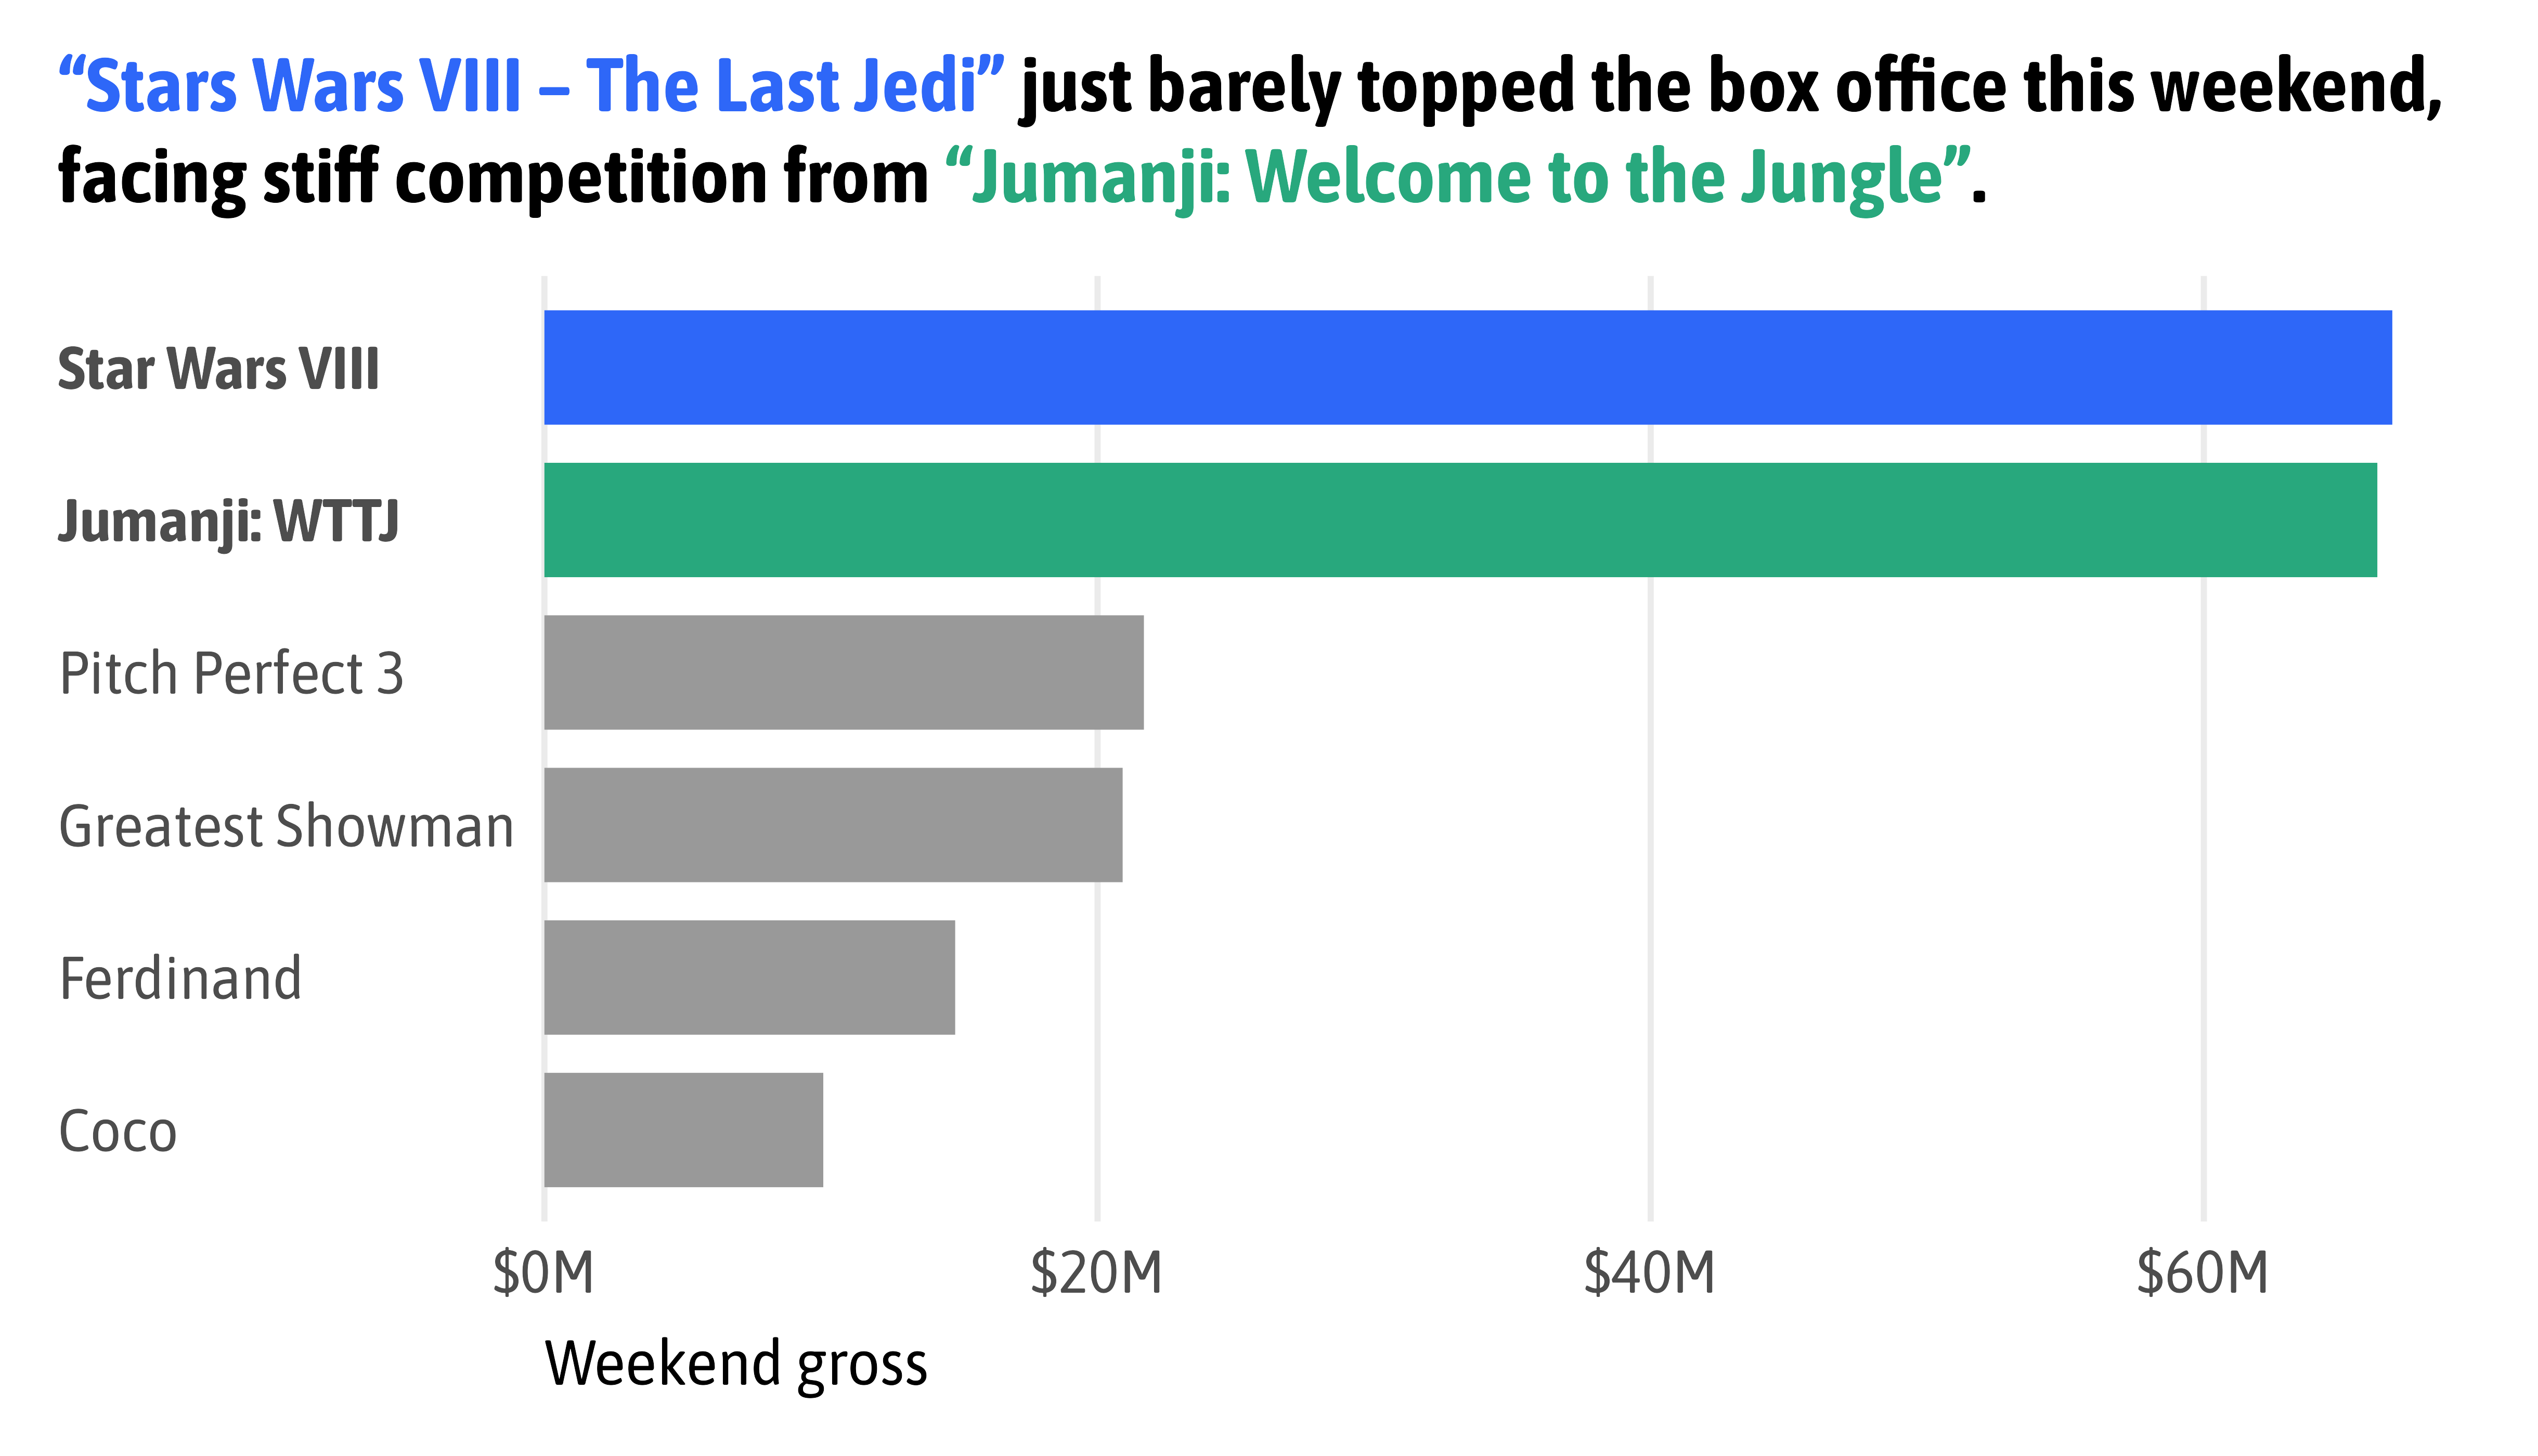 “Stars Wars VIII – The Last Jedi” just barely topped the box office this weekend,
facing stiff competition from “Jumanji: Welcome to the Jungle”.
Star Wars VIII
Jumanji: WTTJ
Pitch Perfect 3
Greatest Showman
Ferdinand
Coco
$0M $20M $40M $60M
Weekend gross